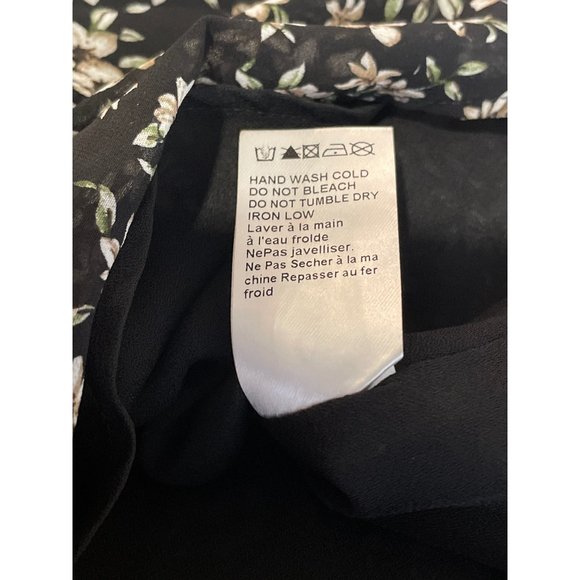 HAND WASH COLD
DO NOT BLEACH
DO NOT TUMBLE DRY
IRON LOW
Laver à la main
à l'eau frolde
NePas javelliser.
Ne Pas Secher à la ma
chine Repasser au fer
froid